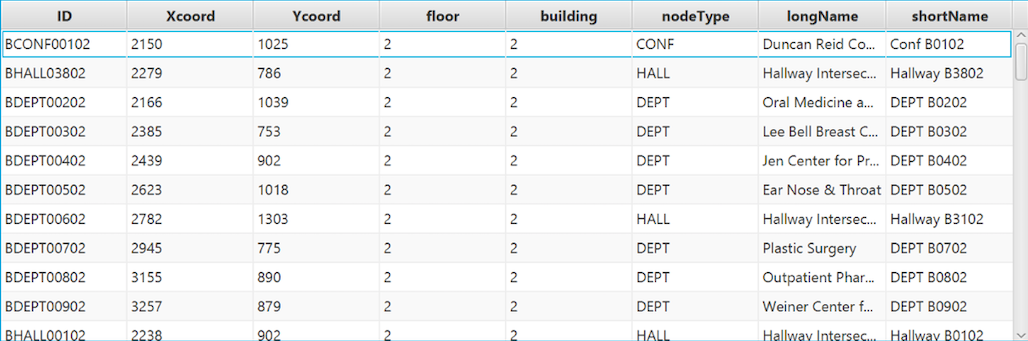 ID Xcoord Ycoord floor building nodeType longName shortName
BCONF00102 2150 1025 2 2 CONF Duncan Reid Co... Conf B0102
BHALL03802 2279 786 2 2 HALL Hallway Intersec... Hallway B3802
BDEPT00202 2166 1039 2 2 DEPT Oral Medicine a... DEPT B0202
BDEPT00302 2385 753 2 2 DEPT Lee Bell Breast C... DEPT B0302
BDEPT00402 2439 902 2 2 DEPT Jen Center for Pr... DEPT B0402
BDEPT00502 2623 1018 2 2 DEPT Ear Nose & Throat DEPT B0502
BDEPT00602 2782 1303 2 2 HALL Hallway Intersec... Hallway B3102
BDEPT00702 2945 775 2 2 DEPT Plastic Surgery DEPT B0702
BDEPT00802 3155 890 2 2 DEPT Outpatient Phar... DEPT B0802
BDEPT00902 3257 879 2 2 DEPT Weiner Center f... DEPT B0902
BHALL00102 2238 902 2 2 HALL Hallway Intersec... Hallway B0102